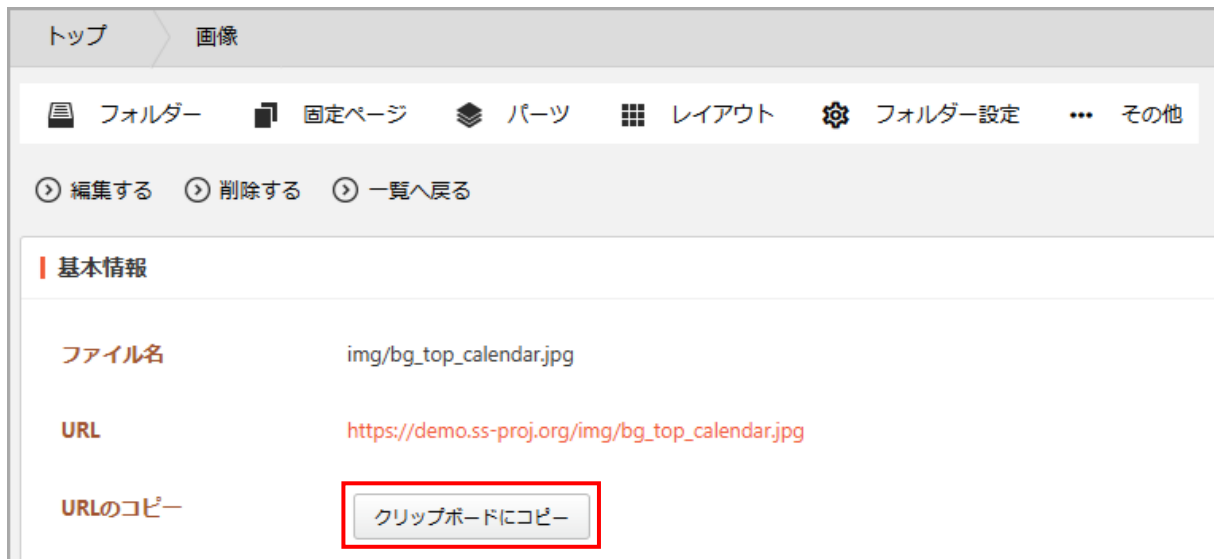 トップ 画像
フォルダー 固定ページ パーツ レイアウト フォルダー設定 その他
編集する 削除する 一覧へ戻る
基本情報
ファイル名 img/bg_top_calendar.jpg
URL https://demo.ss-proj.org/img/bg_top_calendar.jpg
URLのコピー クリップボードにコピー